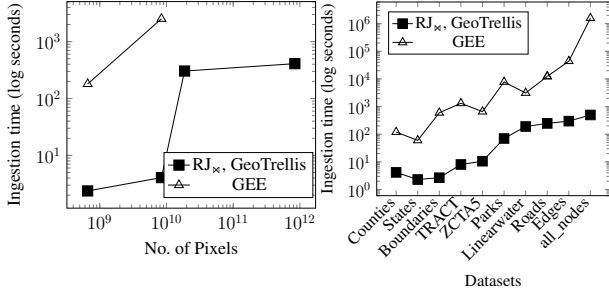 Ingestion time (log seconds)
10^3
10^2
10^1
10^9
10^10
10^11
10^12
No. of Pixels
RJ⋈, GeoTrellis
GEE
Ingestion time (log seconds)
10^6
10^5
10^4
10^3
10^2
10^1
10^0
RJ⋈, GeoTrellis
GEE
Counties
States
Boundaries
TRACT
ZCTA5
Parks
Linearwater
Roads
Edges
all_nodes
Datasets